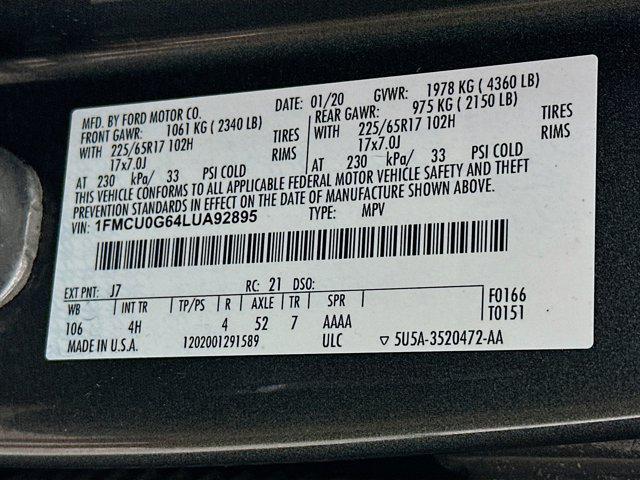 MFD. BY FORD MOTOR CO. DATE: 01/20 GVWR: 1978 KG ( 4360 LB)
FRONT GAWR: 1061 KG ( 2340 LB) REAR GAWR: 975 KG ( 2150 LB)
WITH 225/65R17 102H TIRES WITH 225/65R17 102H TIRES
17x7.0J RIMS 17x7.0J RIMS
AT 230 kPa/ 33 PSI COLD AT 230 kPa/ 33 PSI COLD
THIS VEHICLE CONFORMS TO ALL APPLICABLE FEDERAL MOTOR VEHICLE SAFETY AND THEFT
PREVENTION STANDARDS IN EFFECT ON THE DATE OF MANUFACTURE SHOWN ABOVE.
VIN: 1FMCU0G64LUA92895 TYPE: MPV
EXT PNT: J7 RC: 21 DSO: F0166
WB INT TR TP/PS R AXLE TR SPR T0151
106 4H 4 52 7 AAAA
MADE IN U.S.A. 1202001291589 ULC ▽ 5U5A-3520472-AA